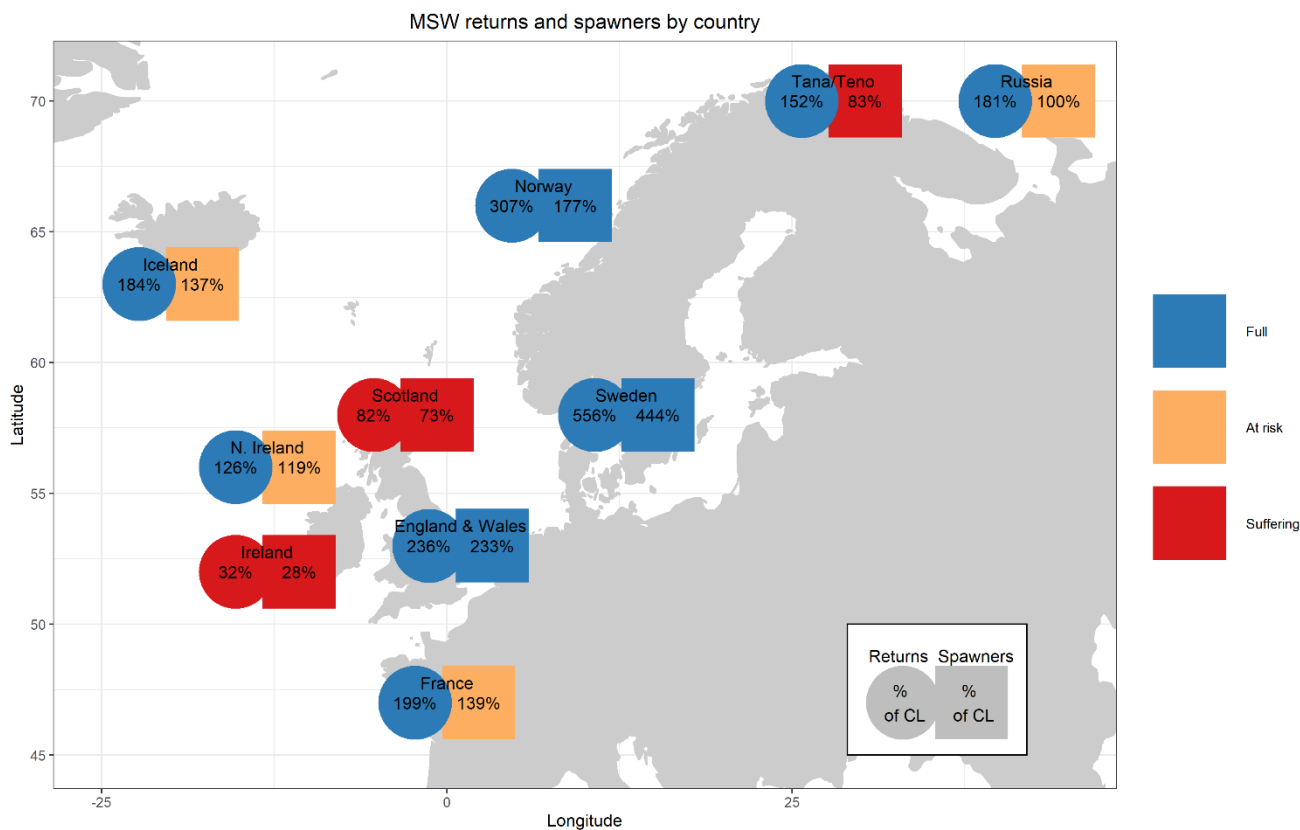 MSW returns and spawners by country
Tana/Teno
152% 83%
Russia
181% 100%
70
Norway
307% 177%
65
Iceland
184% 137%
Full
60
Scotland
82% 73%
Sweden
556% 444%
Latitude
At risk
N. Ireland
126% 119%
55
England & Wales
236% 233%
Suffering
Ireland
32% 28%
50
Returns Spawners
% %
of CL of CL
France
199% 139%
45
-25 0 25
Longitude